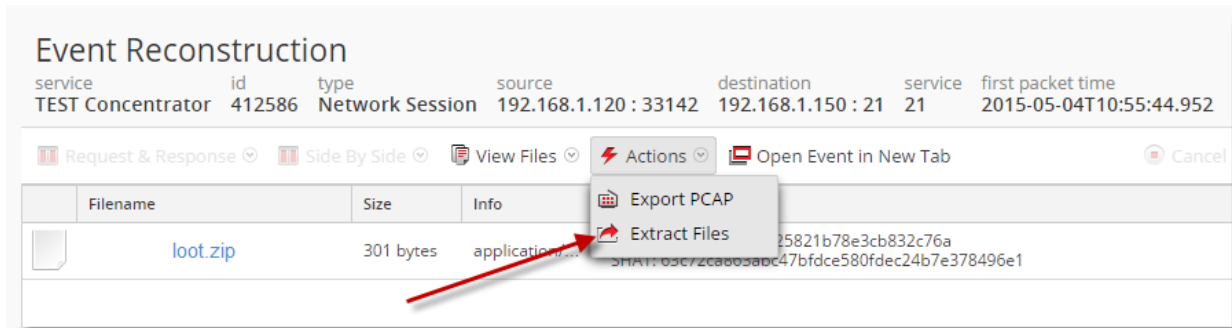 Event Reconstruction
service id type source destination service first packet time
TEST Concentrator 412586 Network Session 192.168.1.120 : 33142 192.168.1.150 : 21 21 2015-05-04T10:55:44.952
Request & Response Side By Side View Files Actions Open Event in New Tab Cancel
Filename Size Info
Export PCAP
Extract Files
loot.zip 301 bytes application/... 25821b78e3cb832c76a
SHA1: 63c72ca863abc47bfdce580fdec24b7e378496e1